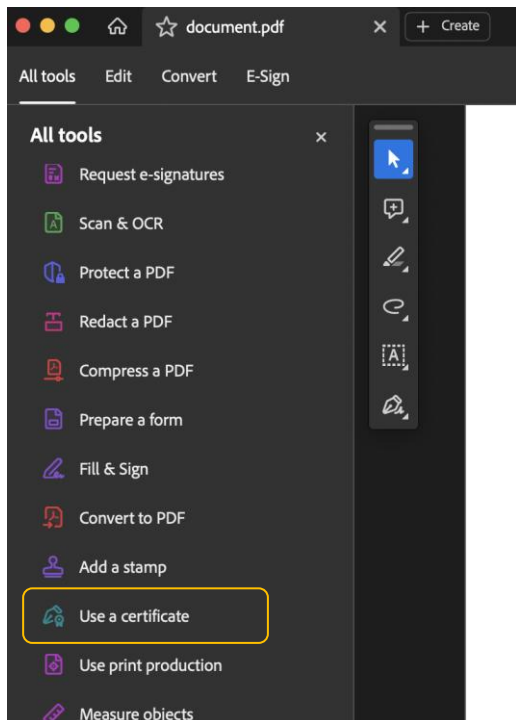 document.pdf
+ Create
All tools Edit Convert E-Sign
All tools
Request e-signatures
Scan & OCR
Protect a PDF
Redact a PDF
Compress a PDF
Prepare a form
Fill & Sign
Convert to PDF
Add a stamp
Use a certificate
Use print production
Measure objects